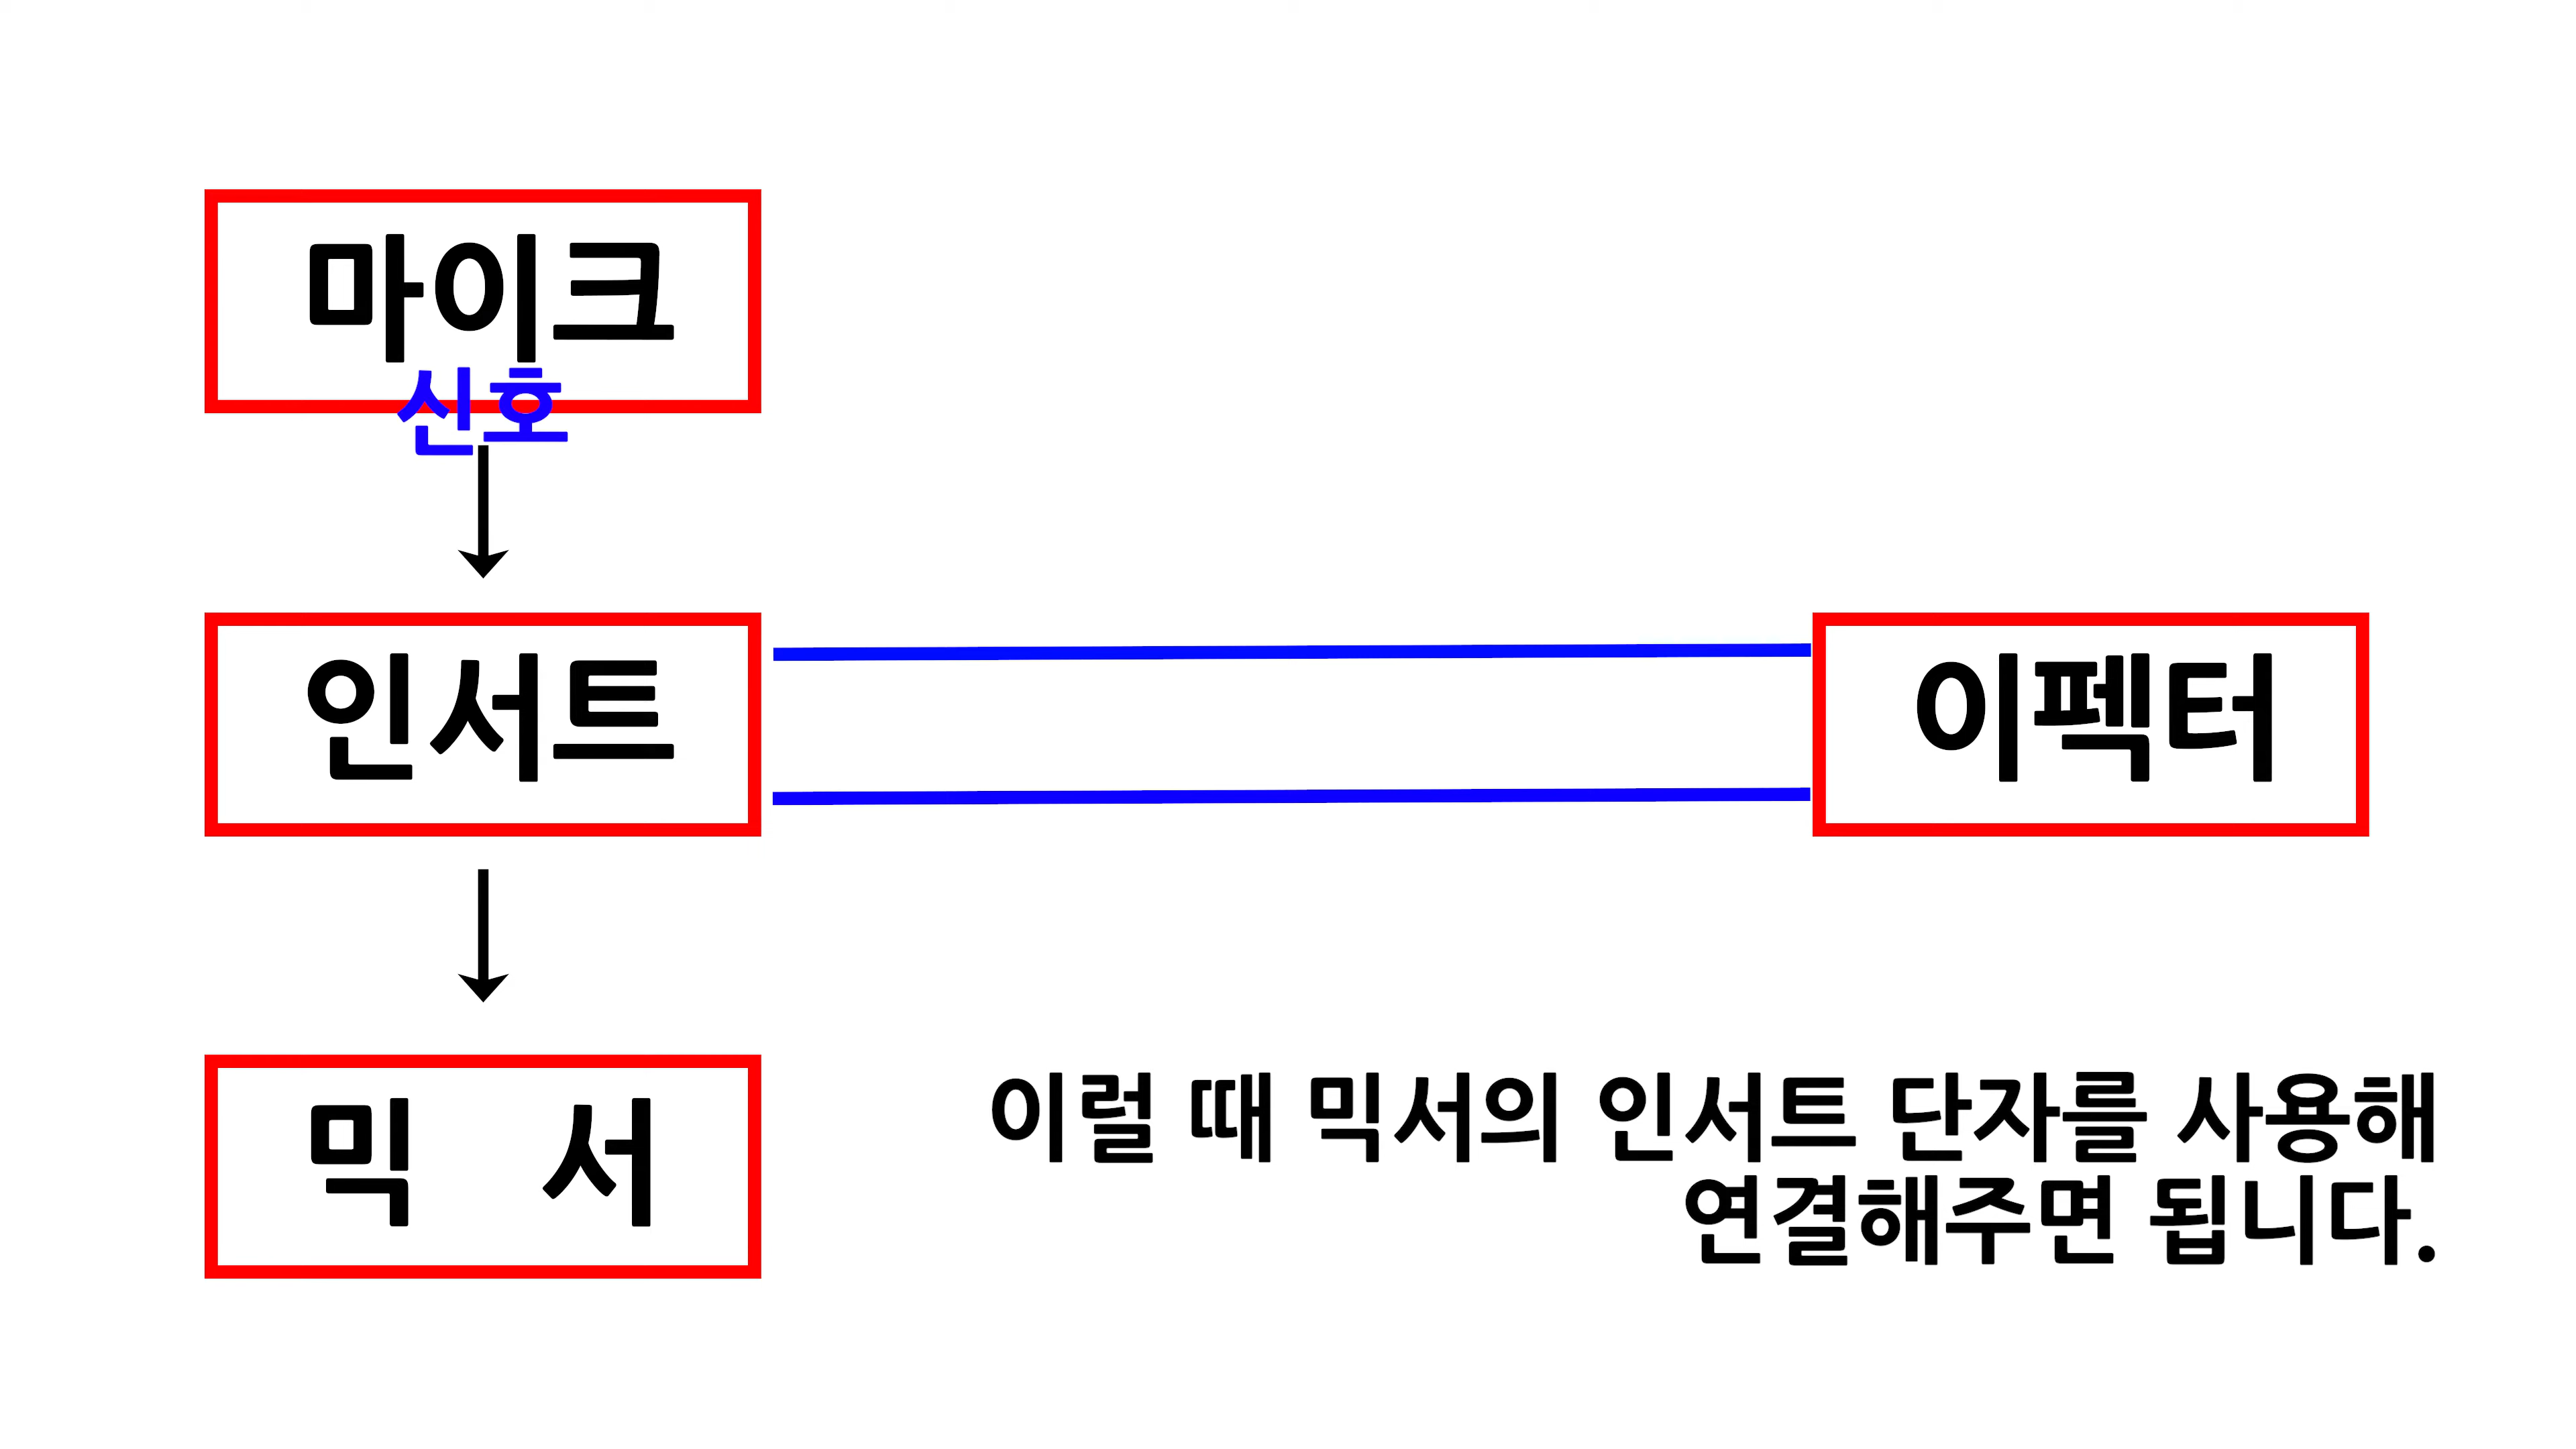 마이크
신호
인서트
이펙터
믹 서
이럴 때 믹서의 인서트 단자를 사용해
연결해주면 됩니다.